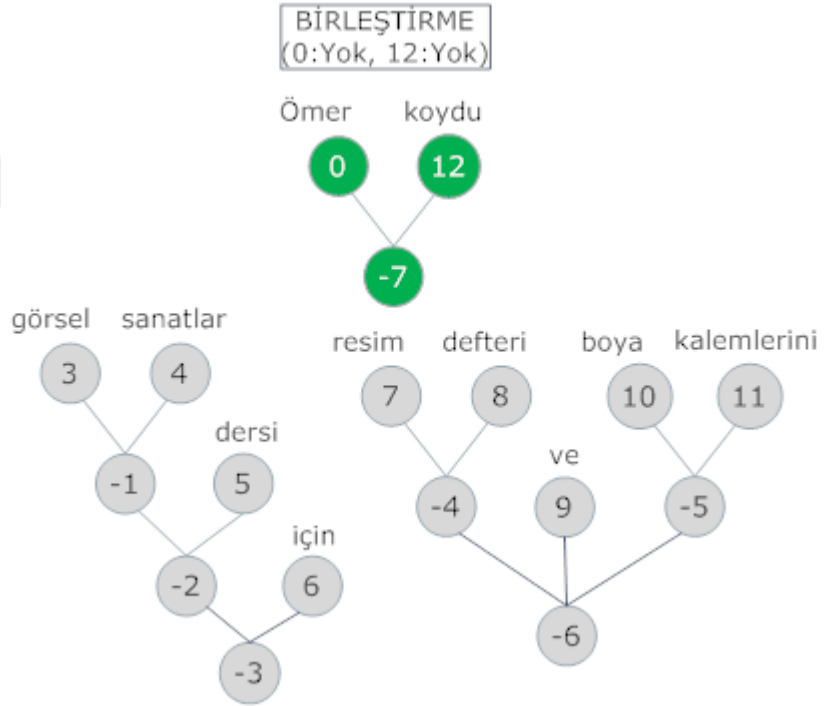 BİRLEŞTİRME
(0:Yok, 12:Yok)
Ömer koydu
0 12
-7
görsel sanatlar
3 4
dersi
-1 5
için
-2 6
-3
resim defteri boya kalemlerini
7 8 10 11
ve
-4 9 -5
-6